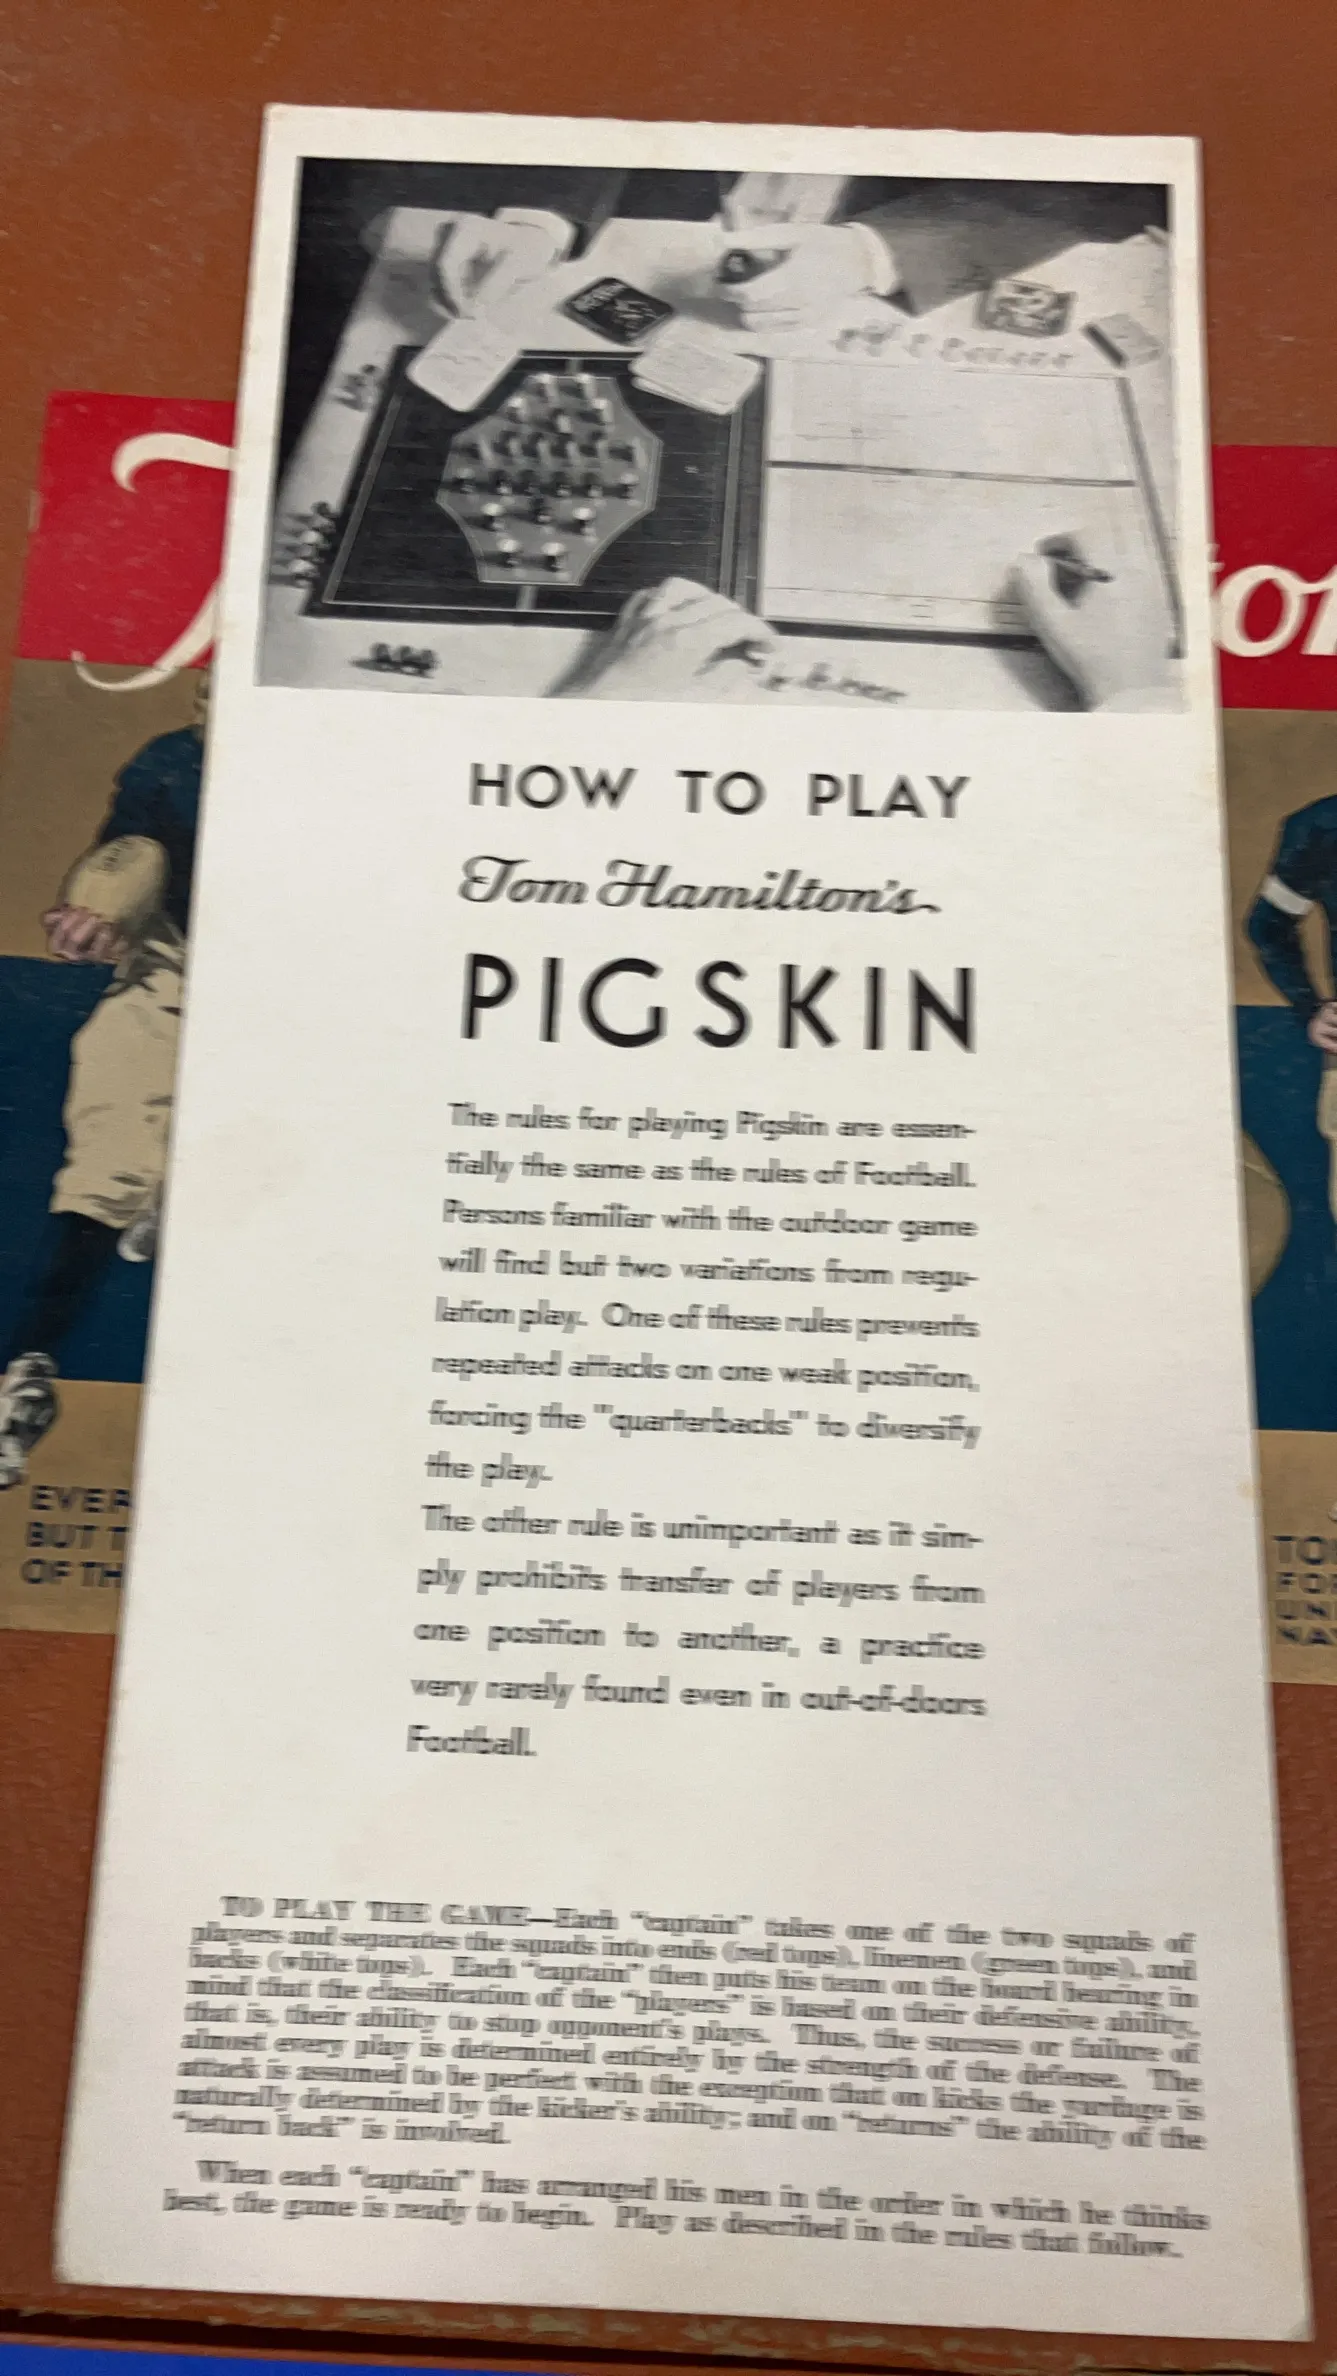 HOW TO PLAY
Tom Hamilton's
PIGSKIN
The rules for playing Pigskin are essen-
tially the same as the rules of Football.
Persons familiar with the outdoor game
will find but two variations from regu-
lation play. One of these rules prevents
repeated attacks on one weak position,
forcing the "quarterbacks" to diversify
the play.
The other rule is unimportant as it sim-
ply prohibits transfer of players from
one position to another, a practice
very rarely found even in out-of-doors
Football.
TO PLAY THE GAME—Each "captain" takes one of the two squads of
players and separates the squads into ends (red tops), linemen (green tops), and
backs (white tops). Each "captain" then puts his team on the board bearing in
mind that the classification of the "players" is based on their defensive ability,
that is, their ability to stop opponent's plays. Thus, the success or failure of
almost every play is determined entirely by the strength of the defense. The
attack is assumed to be perfect with the exception that on kicks the yardage is
naturally determined by the kicker's ability; and on "returns" the ability of the
"return back" is involved.
When each "captain" has arranged his men in the order in which he thinks
best, the game is ready to begin. Play as described in the rules that follow.
EVER
BUT T
OF TH
TO
FOR
UN
NA